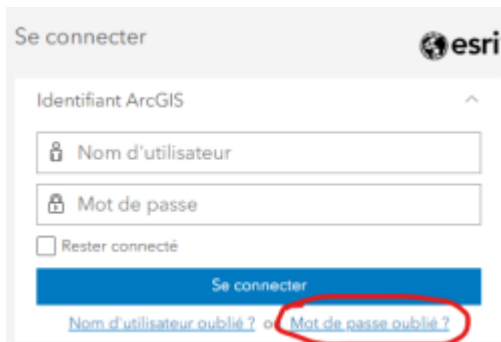 Se connecter
esri
Identifiant ArcGIS
Nom d'utilisateur
Mot de passe
Rester connecté
Se connecter
Nom d'utilisateur oublié ? Mot de passe oublié ?